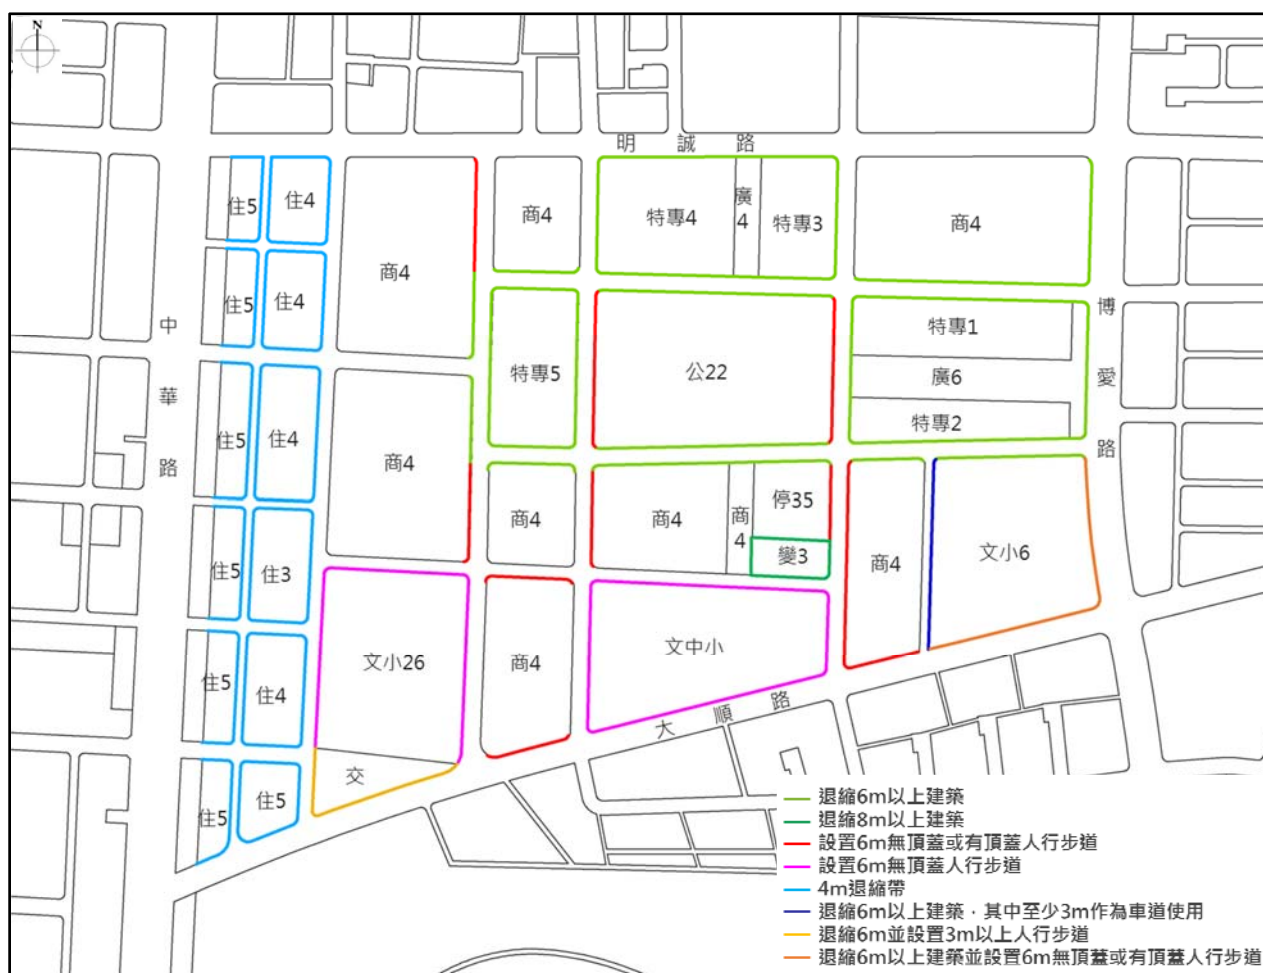 N
明誠路
住5
住4
商4
特專4
廣4
特專3
商4
商4
住5
住4
中華路
特專5
公22
特專1
廣6
特專2
博愛路
住5
住4
商4
商4
商4
商4
停35
變3
商4
文小6
住5
住3
文小26
商4
文中小
住5
住4
大順路
交
住5
住5
退縮6m以上建築
退縮8m以上建築
設置6m無頂蓋或有頂蓋人行步道
設置6m無頂蓋人行步道
4m退縮帶
退縮6m以上建築，其中至少3m作為車道使用
退縮6m並設置3m以上人行步道
退縮6m以上建築並設置6m無頂蓋或有頂蓋人行步道